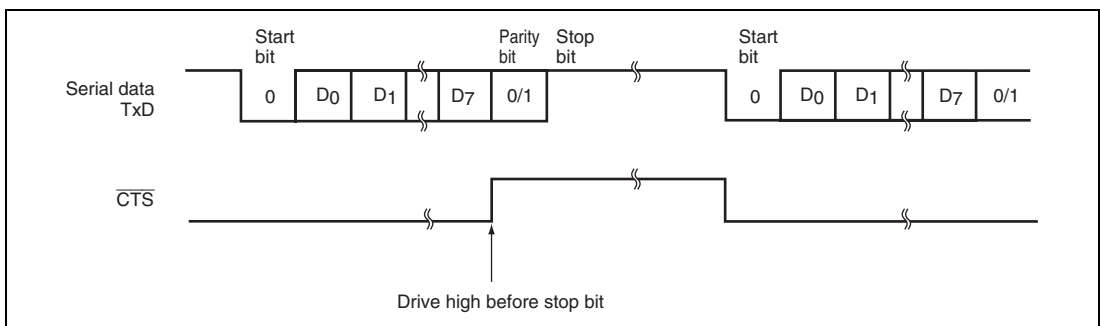 Start bit Parity bit Stop bit Start bit
Serial data TxD 0 D0 D1 D7 0/1 0 D0 D1 D7 0/1
CTS
Drive high before stop bit